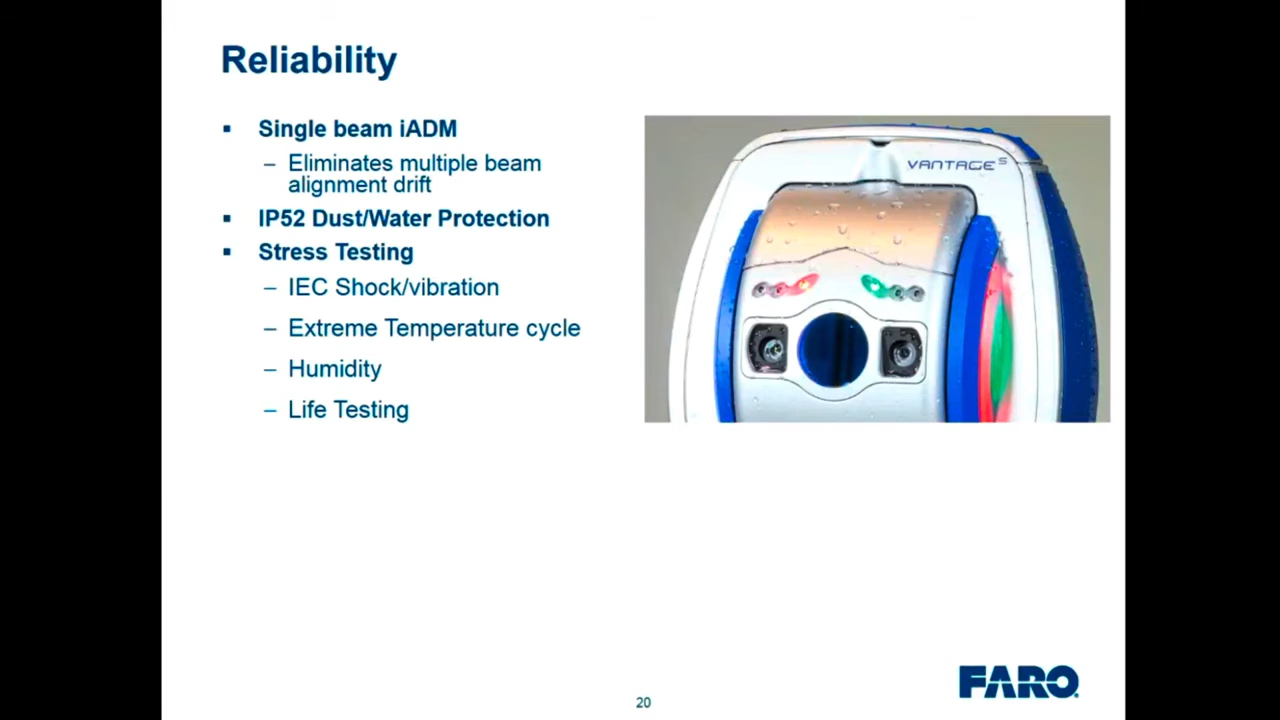 Reliability
▪ Single beam iADM
– Eliminates multiple beam
alignment drift
▪ IP52 Dust/Water Protection
▪ Stress Testing
– IEC Shock/vibration
– Extreme Temperature cycle
– Humidity
– Life Testing
VANTAGE S
FARO
20